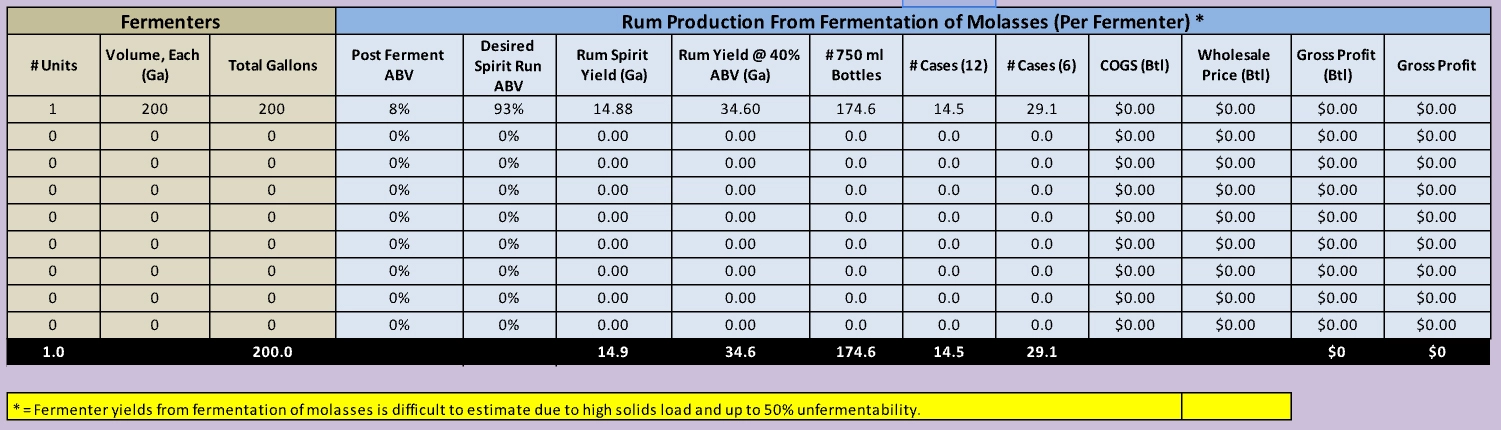 Fermenters Rum Production From Fermentation of Molasses (Per Fermenter) *
# Units Volume, Each (Ga) Total Gallons Post Ferment ABV Desired Spirit Run ABV Rum Spirit Yield (Ga) Rum Yield @ 40% ABV (Ga) # 750 ml Bottles # Cases (12) # Cases (6) COGS (Btl) Wholesale Price (Btl) Gross Profit (Btl) Gross Profit
1 200 200 8% 93% 14.88 34.60 174.6 14.5 29.1 $0.00 $0.00 $0.00 $0.00
0 0 0 0% 0% 0.00 0.00 0.0 0.0 0.0 $0.00 $0.00 $0.00 $0.00
0 0 0 0% 0% 0.00 0.00 0.0 0.0 0.0 $0.00 $0.00 $0.00 $0.00
0 0 0 0% 0% 0.00 0.00 0.0 0.0 0.0 $0.00 $0.00 $0.00 $0.00
0 0 0 0% 0% 0.00 0.00 0.0 0.0 0.0 $0.00 $0.00 $0.00 $0.00
0 0 0 0% 0% 0.00 0.00 0.0 0.0 0.0 $0.00 $0.00 $0.00 $0.00
0 0 0 0% 0% 0.00 0.00 0.0 0.0 0.0 $0.00 $0.00 $0.00 $0.00
0 0 0 0% 0% 0.00 0.00 0.0 0.0 0.0 $0.00 $0.00 $0.00 $0.00
0 0 0 0% 0% 0.00 0.00 0.0 0.0 0.0 $0.00 $0.00 $0.00 $0.00
1.0 200.0 14.9 34.6 174.6 14.5 29.1 $0 $0
* = Fermenter yields from fermentation of molasses is difficult to estimate due to high solids load and up to 50% unfermentability.